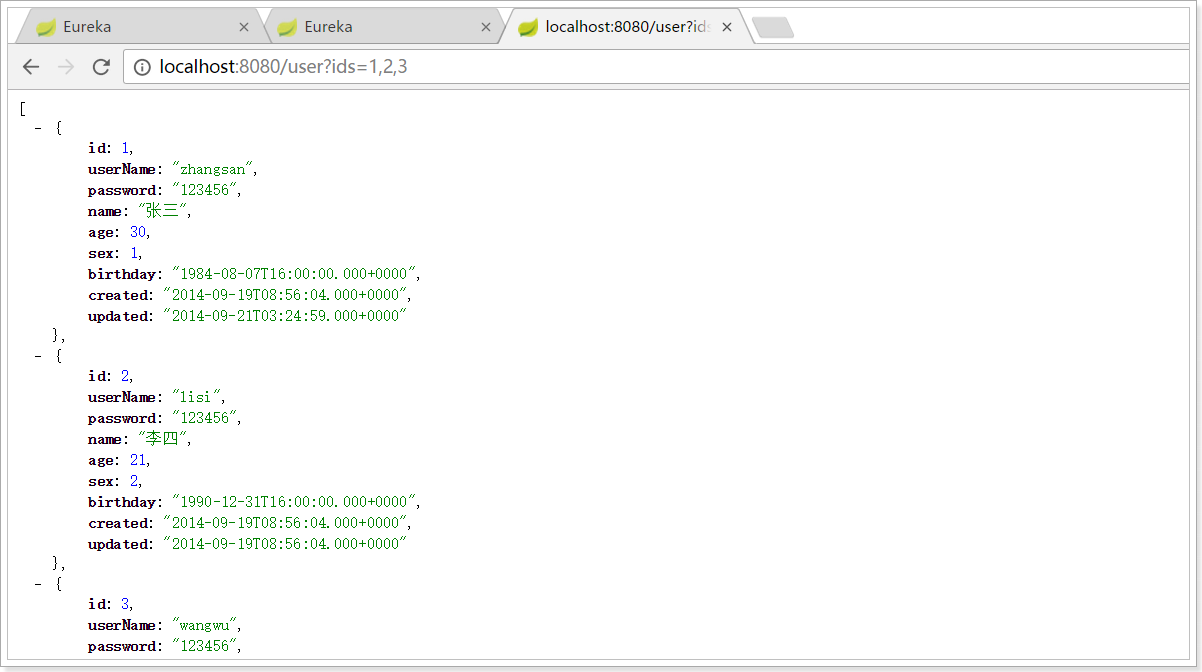 Eureka
Eureka
localhost:8080/user?ids
localhost:8080/user?ids=1,2,3
[
- {
id: 1,
userName: "zhangsan",
password: "123456",
name: "张三",
age: 30,
sex: 1,
birthday: "1984-08-07T16:00:00.000+0000",
created: "2014-09-19T08:56:04.000+0000",
updated: "2014-09-21T03:24:59.000+0000"
},
- {
id: 2,
userName: "lisi",
password: "123456",
name: "李四",
age: 21,
sex: 2,
birthday: "1990-12-31T16:00:00.000+0000",
created: "2014-09-19T08:56:04.000+0000",
updated: "2014-09-19T08:56:04.000+0000"
},
- {
id: 3,
userName: "wangwu",
password: "123456",